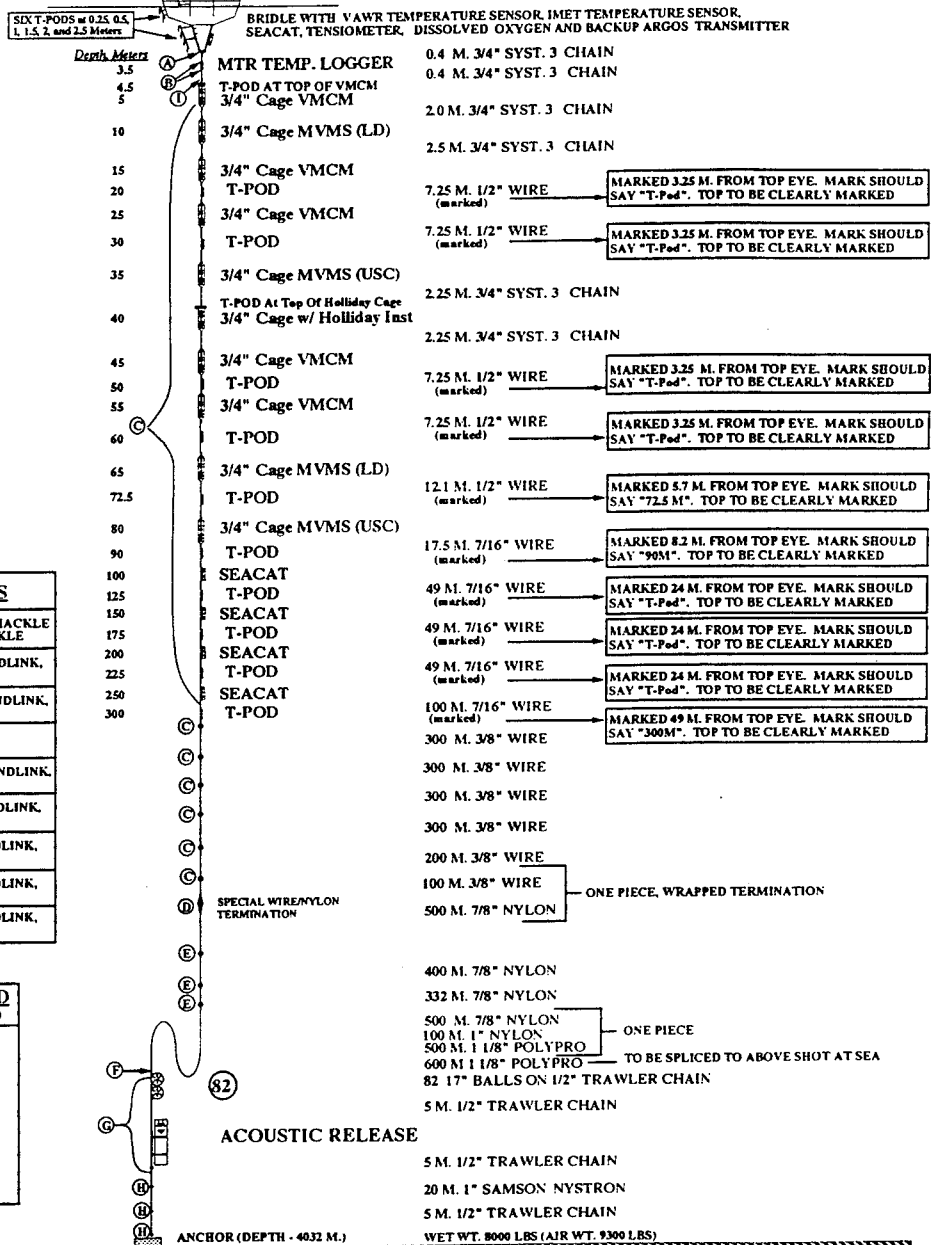 SIX T-PODS at 0.25, 0.5,
1, 1.5, 2, and 2.5 Meters
BRIDLE WITH VAWR TEMPERATURE SENSOR, IMET TEMPERATURE SENSOR,
SEACAT, TENSIOMETER, DISSOLVED OXYGEN AND BACKUP ARGOS TRANSMITTER
Depth, Meters
A
0.4 M. 3/4" SYST. 3 CHAIN
3.5 B MTR TEMP. LOGGER
0.4 M. 3/4" SYST. 3 CHAIN
4.5 T-POD AT TOP OF VMCM
5 I 3/4" Cage VMCM
2.0 M. 3/4" SYST. 3 CHAIN
10 3/4" Cage MVMS (LD)
2.5 M. 3/4" SYST. 3 CHAIN
15 3/4" Cage VMCM
20 T-POD 7.25 M. 1/2" WIRE
(marked)
MARKED 3.25 M. FROM TOP EYE. MARK SHOULD
SAY "T-Pod". TOP TO BE CLEARLY MARKED
25 3/4" Cage VMCM
30 T-POD 7.25 M. 1/2" WIRE
(marked)
MARKED 3.25 M. FROM TOP EYE. MARK SHOULD
SAY "T-Pod". TOP TO BE CLEARLY MARKED
35 3/4" Cage MVMS (USC)
2.25 M. 3/4" SYST. 3 CHAIN
T-POD At Top Of Holliday Cage
40 3/4" Cage w/ Holliday Inst
2.25 M. 3/4" SYST. 3 CHAIN
45 3/4" Cage VMCM
50 T-POD 7.25 M. 1/2" WIRE
(marked)
MARKED 3.25 M. FROM TOP EYE. MARK SHOULD
SAY "T-Pod". TOP TO BE CLEARLY MARKED
55 3/4" Cage VMCM
C
60 T-POD 7.25 M. 1/2" WIRE
(marked)
MARKED 3.25 M. FROM TOP EYE. MARK SHOULD
SAY "T-Pod". TOP TO BE CLEARLY MARKED
65 3/4" Cage MVMS (LD)
72.5 T-POD 12.1 M. 1/2" WIRE
(marked)
MARKED 5.7 M. FROM TOP EYE. MARK SHOULD
SAY "72.5 M". TOP TO BE CLEARLY MARKED
80 3/4" Cage MVMS (USC)
90 T-POD 17.5 M. 7/16" WIRE
(marked)
MARKED 8.2 M. FROM TOP EYE. MARK SHOULD
SAY "90M". TOP TO BE CLEARLY MARKED
100 SEACAT
125 T-POD 49 M. 7/16" WIRE
(marked)
MARKED 24 M. FROM TOP EYE. MARK SHOULD
SAY "T-Pod". TOP TO BE CLEARLY MARKED
150 SEACAT
175 T-POD 49 M. 7/16" WIRE
(marked)
MARKED 24 M. FROM TOP EYE. MARK SHOULD
SAY "T-Pod". TOP TO BE CLEARLY MARKED
200 SEACAT
225 T-POD 49 M. 7/16" WIRE
(marked)
MARKED 24 M. FROM TOP EYE. MARK SHOULD
SAY "T-Pod". TOP TO BE CLEARLY MARKED
250 SEACAT
300 T-POD 100 M. 7/16" WIRE
(marked)
MARKED 49 M. FROM TOP EYE. MARK SHOULD
SAY "300M". TOP TO BE CLEARLY MARKED
C 300 M. 3/8" WIRE
C 300 M. 3/8" WIRE
C 300 M. 3/8" WIRE
C 300 M. 3/8" WIRE
C 200 M. 3/8" WIRE
C 100 M. 3/8" WIRE
ONE PIECE, WRAPPED TERMINATION
D SPECIAL WIRE/NYLON
TERMINATION
500 M. 7/8" NYLON
E 400 M. 7/8" NYLON
E 332 M. 7/8" NYLON
E 500 M. 7/8" NYLON
100 M. 1" NYLON
500 M. 1 1/8" POLYPRO
ONE PIECE
600 M 1 1/8" POLYPRO TO BE SPLICED TO ABOVE SHOT AT SEA
F 82 82 17" BALLS ON 1/2" TRAWLER CHAIN
5 M. 1/2" TRAWLER CHAIN
G ACOUSTIC RELEASE
5 M. 1/2" TRAWLER CHAIN
H 20 M. 1" SAMSON NYSTRON
H 5 M. 1/2" TRAWLER CHAIN
H ANCHOR (DEPTH - 4032 M.) WET WT. 8000 LBS (AIR WT. 9300 LBS)
S
HACKLE
KLE
DLINK,
NDLINK,
NDLINK,
DLINK,
DLINK,
DLINK,
DLINK,
D